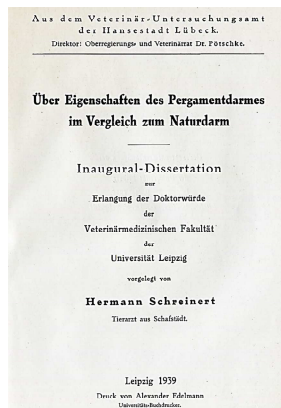 Aus dem Veterinär-Untersuchungsamt
der Hansestadt Lübeck.
Direktor: Oberregierungs- und Veterinärrat Dr. Pötschke.
Über Eigenschaften des Pergamentdarmes
im Vergleich zum Naturdarm
Inaugural-Dissertation
zur
Erlangung der Doktorwürde
der
Veterinärmedizinischen Fakultät
der
Universität Leipzig
vorgelegt von
Hermann Schreinert
Tierarzt aus Schafstädt.
Leipzig 1939
Druck von Alexander Edelmann
Universitäts-Buchdrucker.